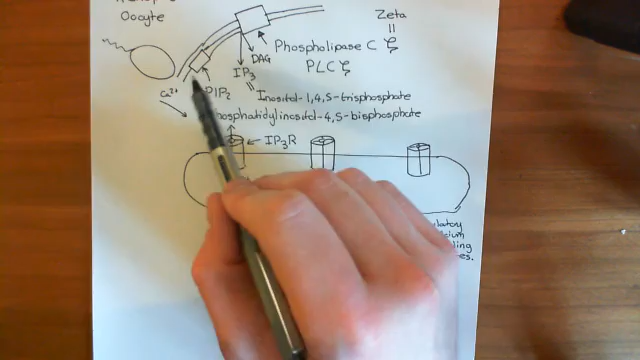 Oocyte
Zeta
=
Phospholipase C ζ
DAG
PLC ζ
IP3
Ca2+
PIP2
= Inositol-1,4,5-trisphosphate
phosphatidylinositol-4,5-bisphosphate
IP3R